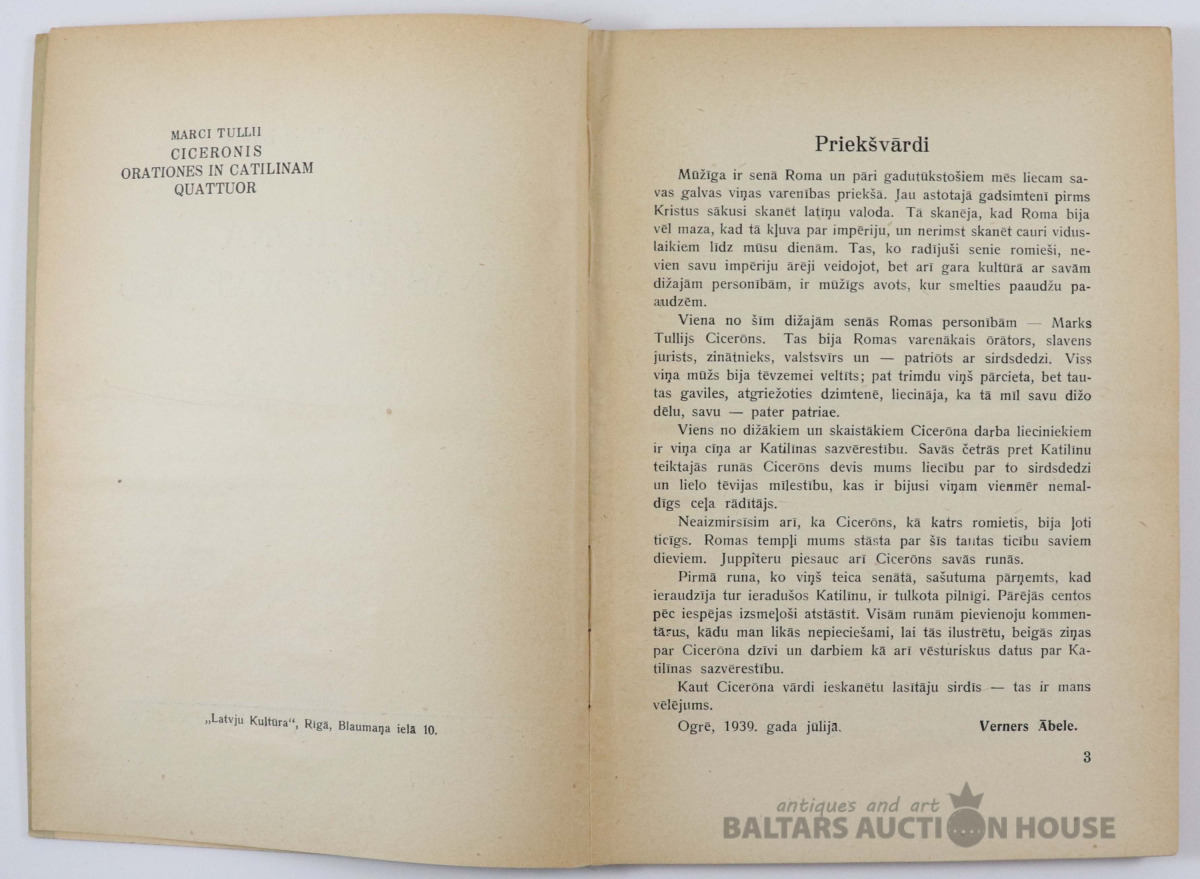 MARCI TULLII
CICERONIS
ORATIONES IN CATILINAM
QUATTUOR
„Latvju Kultūra“, Rīgā, Blaumaņa ielā 10.
Priekšvārdi
Mūžīga ir senā Roma un pāri gadutūkstošiem mēs liecam sa-
vas galvas viņas varenības priekšā. Jau astotajā gadsimtenī pirms
Kristus sākusi skanēt latīņu valoda. Tā skanēja, kad Roma bija
vēl maza, kad tā kļuva par impēriju, un nerimst skanēt cauri vidus-
laikiem līdz mūsu dienām. Tas, ko radījuši senie romieši, ne-
vien savu impēriju ārēji veidojot, bet arī gara kultūrā ar savām
dižajām personībām, ir mūžīgs avots, kur smelties paaudžu pa-
audzēm.
Viena no šīm dižajām senās Romas personībām — Marks
Tullijs Cicerōns. Tas bija Romas varenākais ōrātors, slavens
jurists, zinātnieks, valstsvīrs un — patriōts ar sirdsdedzi. Viss
viņa mūžs bija tēvzemei veltīts; pat trimdu viņš pārcieta, bet tau-
tas gaviles, atgriežoties dzimtenē, liecināja, ka tā mīl savu dižo
dēlu, savu — pater patriae.
Viens no dižākiem un skaistākiem Cicerōna darba lieciniekiem
ir viņa cīņa ar Katilīnas sazvērestību. Savās četrās pret Katilīnu
teiktajās runās Cicerōns devis mums liecību par to sirdsdedzi
un lielo tēvijas mīlestību, kas ir bijusi viņam vienmēr nemal-
dīgs ceļa rādītājs.
Neaizmirsīsim arī, ka Cicerōns, kā katrs romietis, bija ļoti
ticīgs. Romas tempļi mums stāsta par šīs tautas ticību saviem
dieviem. Juppiteru piesauc arī Cicerōns savās runās.
Pirmā runa, ko viņš teica senātā, sašutuma pārņemts, kad
ieraudzīja tur ieradušos Katilīnu, ir tulkota pilnīgi. Pārējās centos
pēc iespējas izsmeļoši atstāstīt. Visām runām pievienoju kommen-
tārus, kādu man likās nepieciešami, lai tās ilustrētu, beigās ziņas
par Cicerōna dzīvi un darbiem kā arī vēsturiskus datus par Ka-
tilīnas sazvērestību.
Kaut Cicerōna vārdi ieskanētu lasītāju sirdīs — tas ir mans
vēlējums.
Ogrē, 1939. gada jūlijā. Verners Ābele.
3
antiques and art
BALTARS AUCTION HOUSE